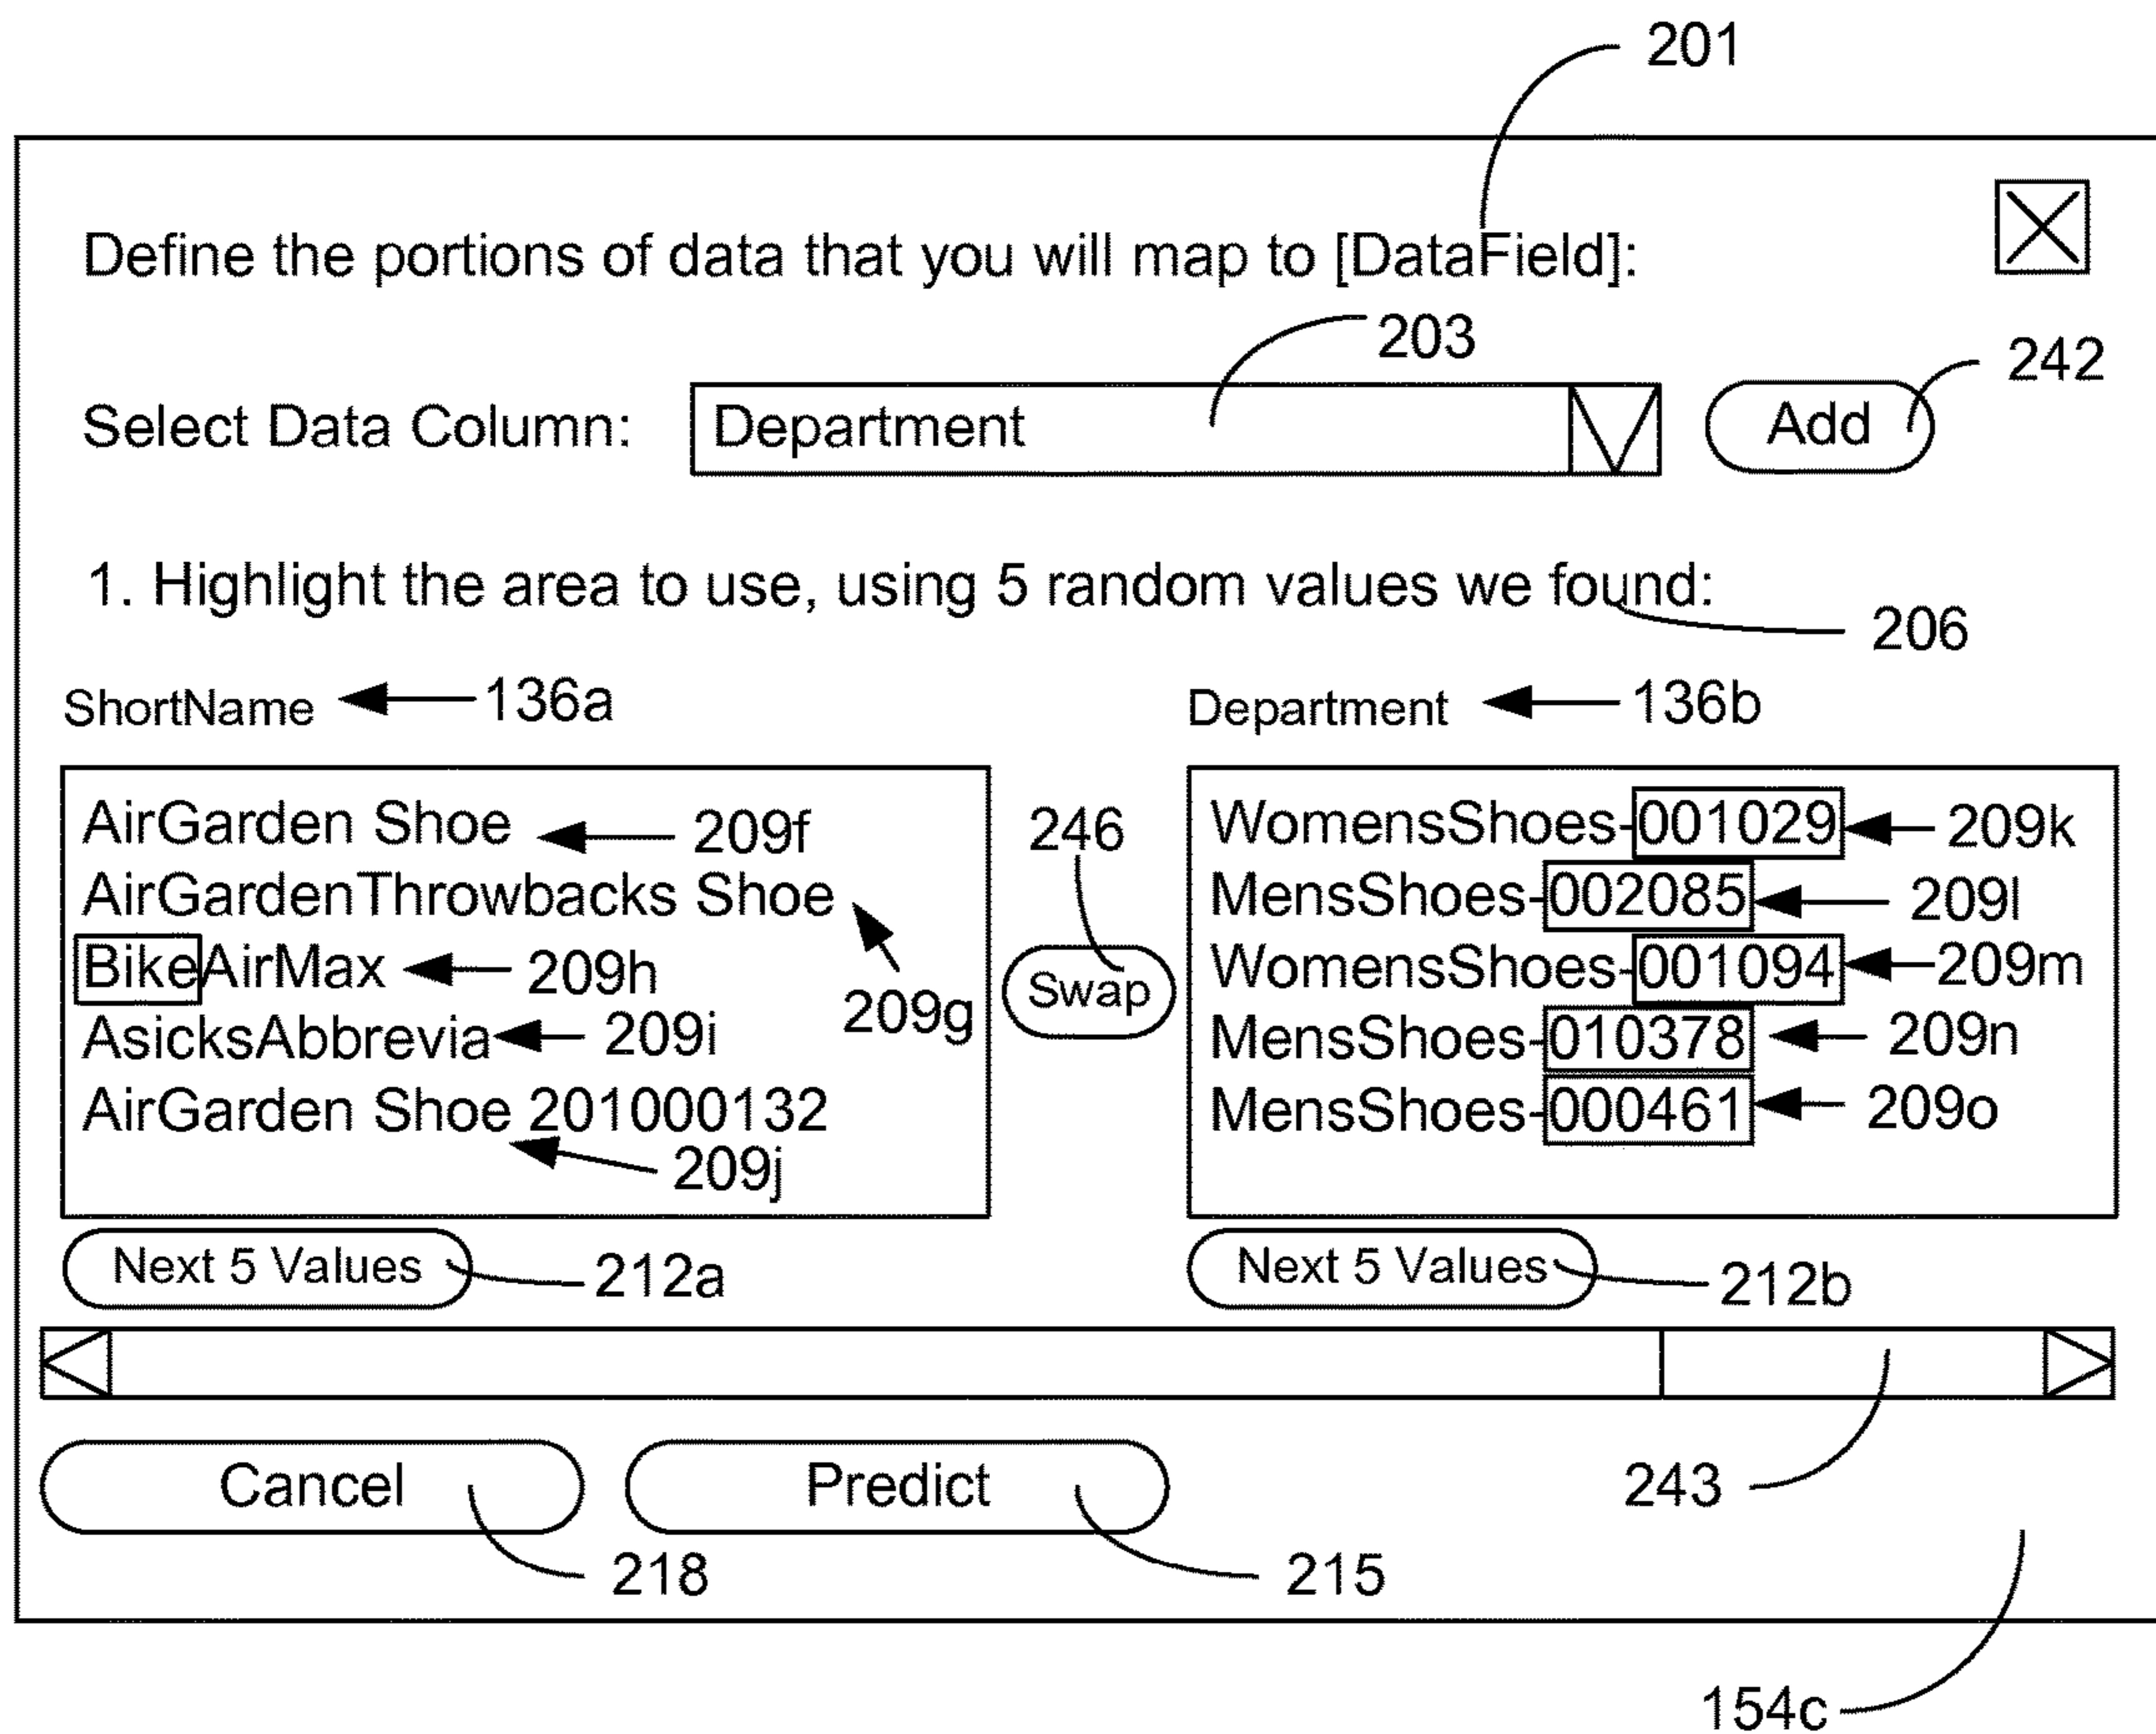 201
Define the portions of data that you will map to [DataField]:
203
242
Select Data Column: Department Add
1. Highlight the area to use, using 5 random values we found:
206
ShortName 136a
Department 136b
AirGarden Shoe 209f
AirGardenThrowbacks Shoe
209g
BikeAirMax 209h
AsicksAbbrevia 209i
AirGarden Shoe 201000132
209j
246
Swap
WomensShoes-001029 209k
MensShoes-002085 209l
WomensShoes-001094 209m
MensShoes-010378 209n
MensShoes-000461 209o
Next 5 Values 212a
Next 5 Values 212b
Cancel Predict 243
218 215
154c